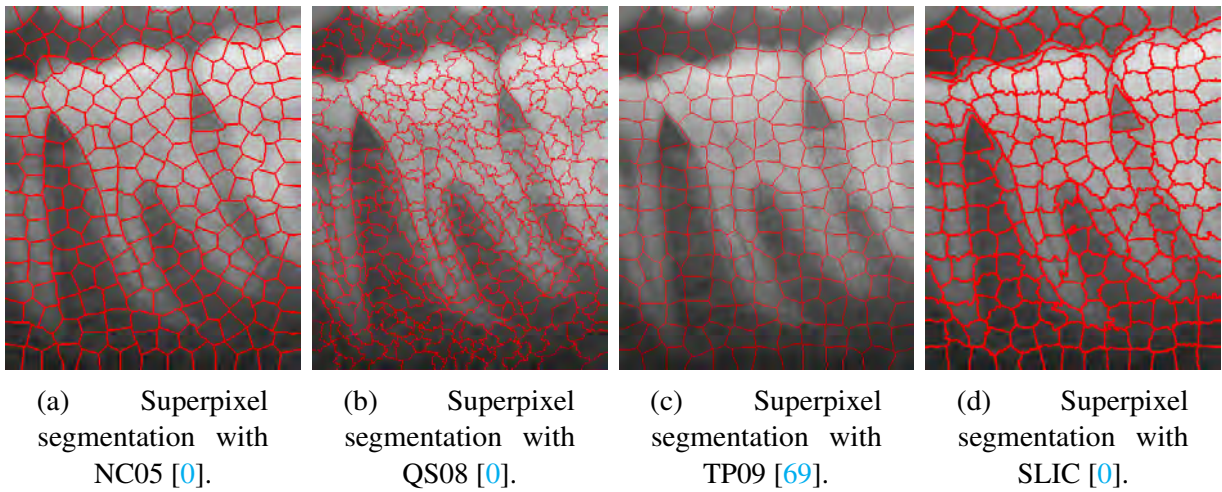 (a) Superpixel
segmentation with
NC05 [0].
(b) Superpixel
segmentation with
QS08 [0].
(c) Superpixel
segmentation with
TP09 [69].
(d) Superpixel
segmentation with
SLIC [0].